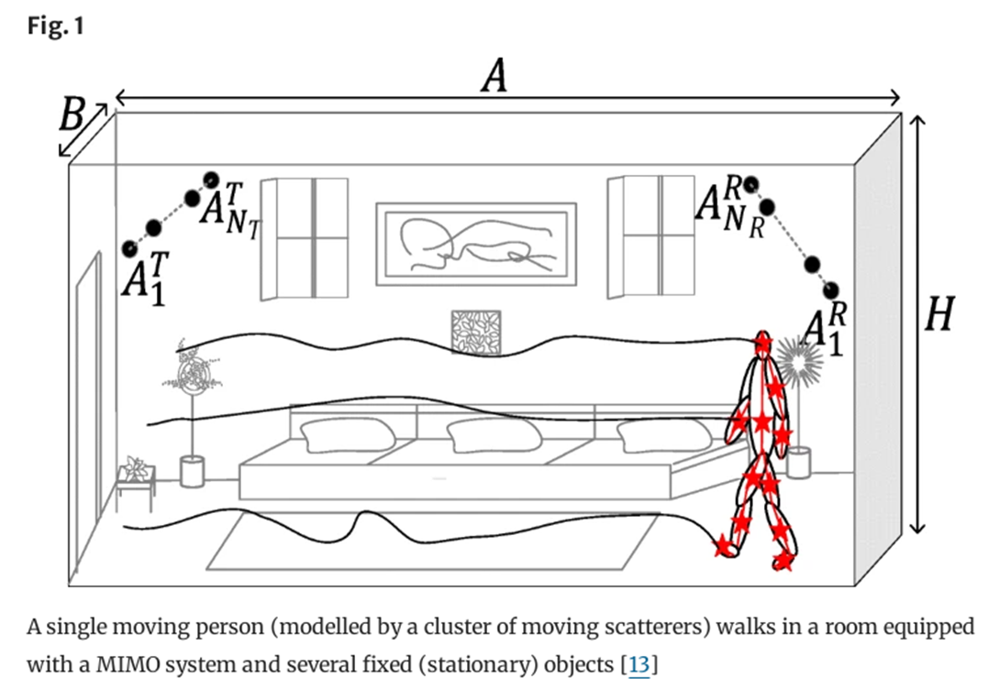 Fig. 1
A
B
A^T_{N_T}
A^R_{N_R}
A^T_1
H
A^R_1
A single moving person (modelled by a cluster of moving scatterers) walks in a room equipped
with a MIMO system and several fixed (stationary) objects [13]